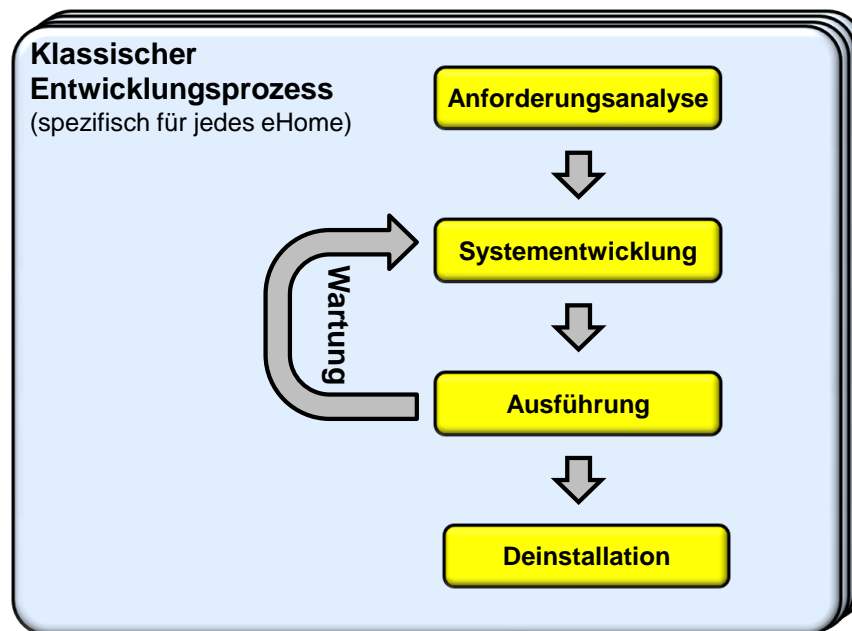 Klassischer
Entwicklungsprozess
(spezifisch für jedes eHome)
Anforderungsanalyse
Systementwicklung
Wartung
Ausführung
Deinstallation